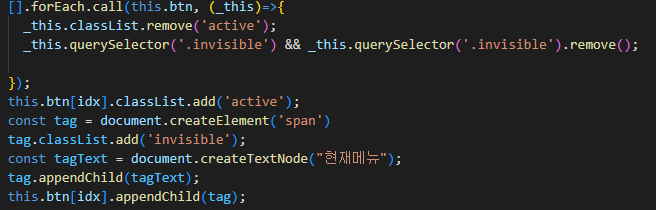 [].forEach.call(this.btn, (_this)=>{
_this.classList.remove('active');
_this.querySelector('.invisible') && _this.querySelector('.invisible').remove();
});
this.btn[idx].classList.add('active');
const tag = document.createElement('span')
tag.classList.add('invisible');
const tagText = document.createTextNode("현재메뉴");
tag.appendChild(tagText);
this.btn[idx].appendChild(tag);